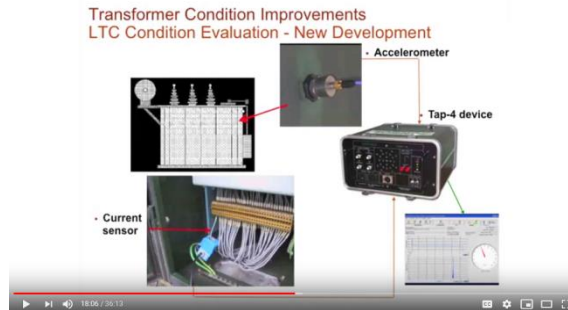 Transformer Condition Improvements
LTC Condition Evaluation - New Development
• Accelerometer
• Tap-4 device
• Current
sensor
18:06 / 36:13